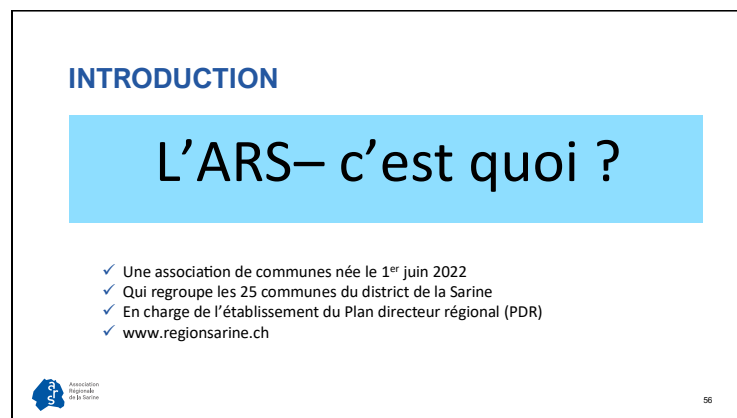 INTRODUCTION
L’ARS– c’est quoi ?
✓ Une association de communes née le 1er juin 2022
✓ Qui regroupe les 25 communes du district de la Sarine
✓ En charge de l’établissement du Plan directeur régional (PDR)
✓ www.regionsarine.ch
ars
Association
Régionale
de la Sarine
56